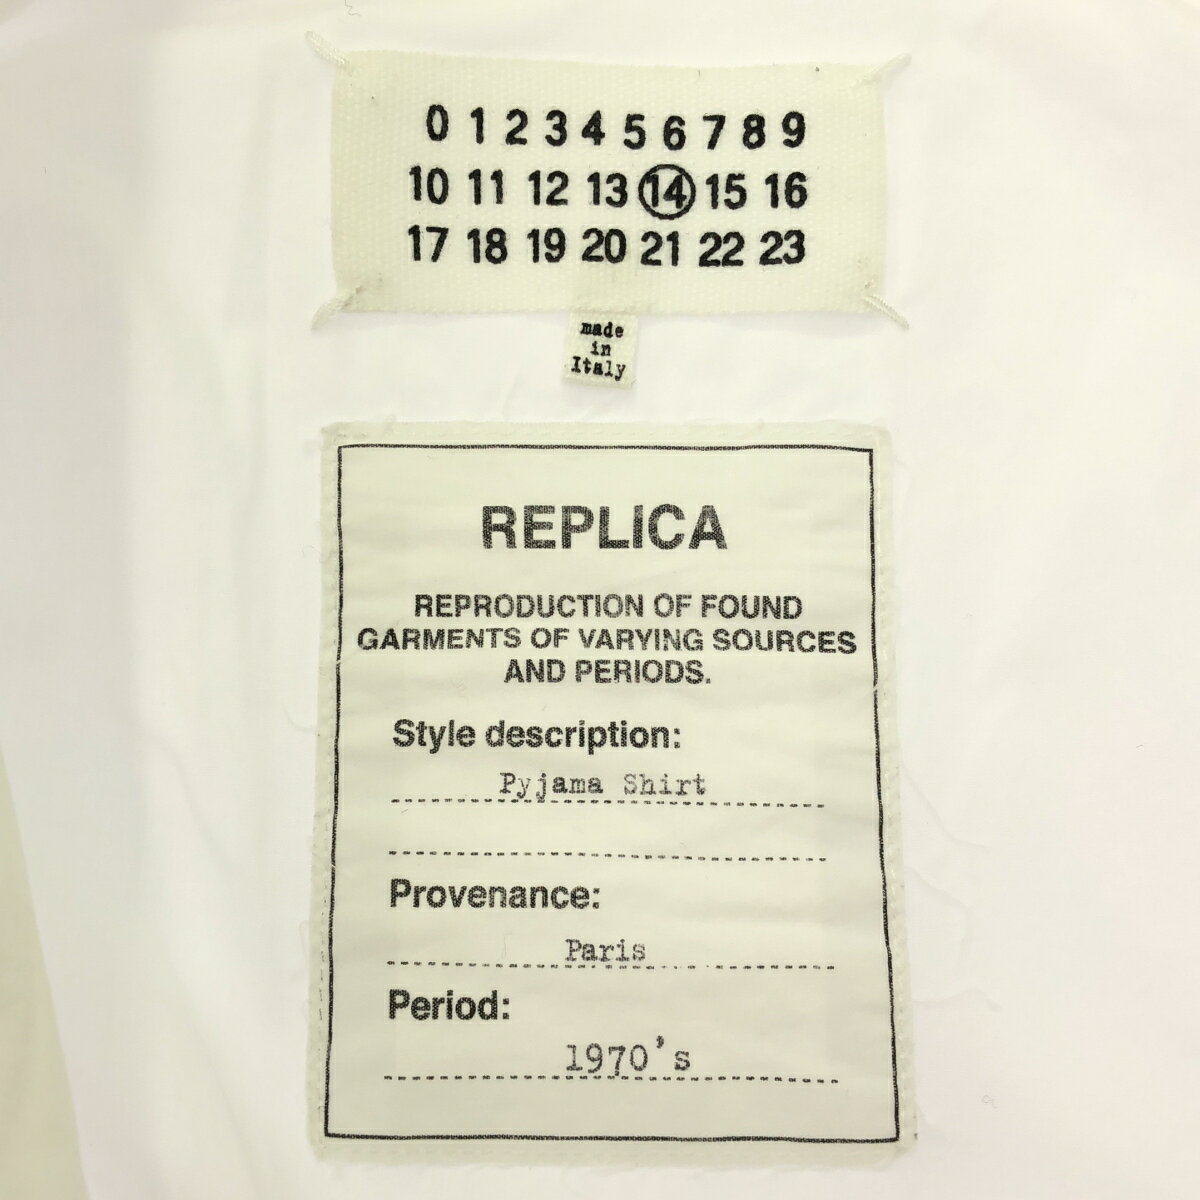 0 1 2 3 4 5 6 7 8 9
10 11 12 13 14 15 16
17 18 19 20 21 22 23
made
in
Italy
REPLICA
REPRODUCTION OF FOUND
GARMENTS OF VARYING SOURCES
AND PERIODS.
Style description:
Pyjama Shirt
Provenance:
Paris
Period:
1970's